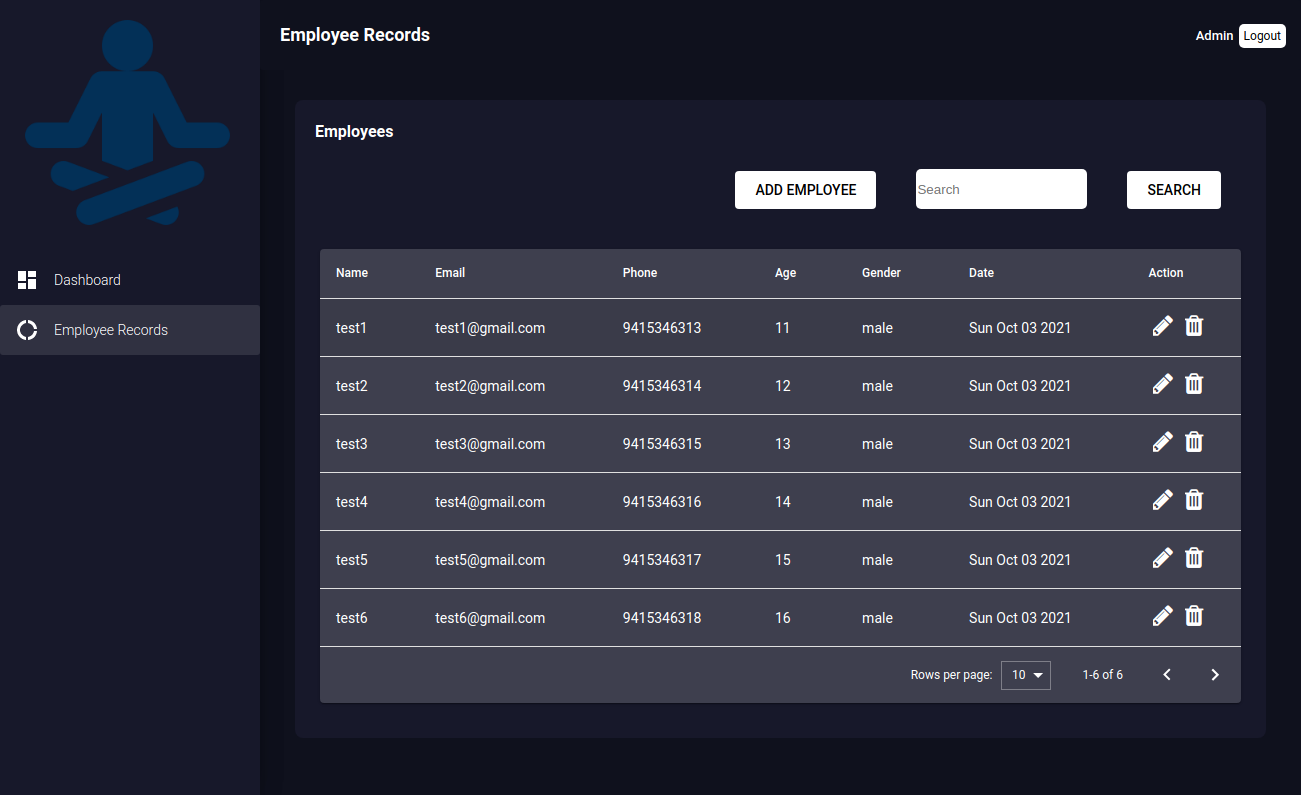 Employee Records
Admin Logout
Employees
ADD EMPLOYEE Search SEARCH
Dashboard
Employee Records
Name Email Phone Age Gender Date Action
test1 test1@gmail.com 9415346313 11 male Sun Oct 03 2021
test2 test2@gmail.com 9415346314 12 male Sun Oct 03 2021
test3 test3@gmail.com 9415346315 13 male Sun Oct 03 2021
test4 test4@gmail.com 9415346316 14 male Sun Oct 03 2021
test5 test5@gmail.com 9415346317 15 male Sun Oct 03 2021
test6 test6@gmail.com 9415346318 16 male Sun Oct 03 2021
Rows per page: 10 1-6 of 6